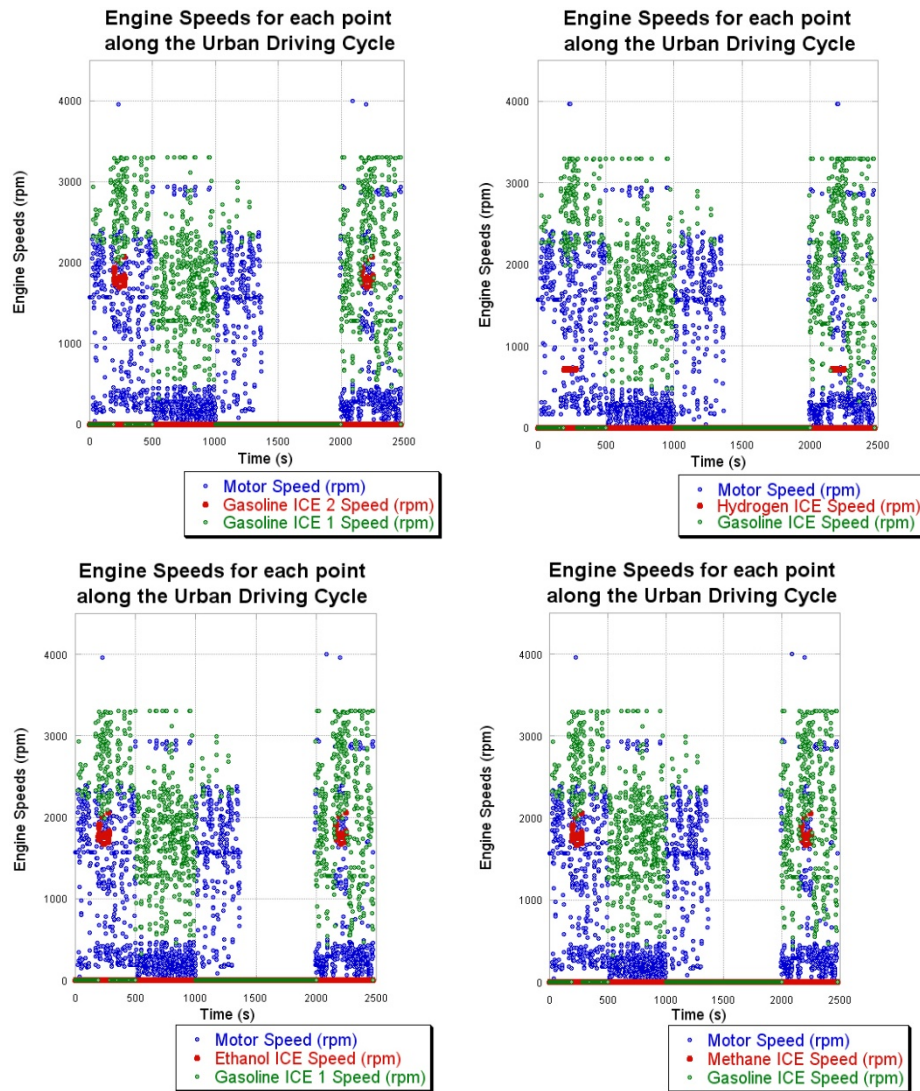 Engine Speeds for each point
along the Urban Driving Cycle
Engine Speeds (rpm)
4000
3000
2000
1000
0
0 500 1000 1500 2000 2500
Time (s)
Motor Speed (rpm)
Gasoline ICE 2 Speed (rpm)
Gasoline ICE 1 Speed (rpm)
Engine Speeds for each point
along the Urban Driving Cycle
Engine Speeds (rpm)
4000
3000
2000
1000
0
0 500 1000 1500 2000 2500
Time (s)
Motor Speed (rpm)
Hydrogen ICE Speed (rpm)
Gasoline ICE Speed (rpm)
Engine Speeds for each point
along the Urban Driving Cycle
Engine Speeds (rpm)
4000
3000
2000
1000
0
0 500 1000 1500 2000 2500
Time (s)
Motor Speed (rpm)
Ethanol ICE Speed (rpm)
Gasoline ICE 1 Speed (rpm)
Engine Speeds for each point
along the Urban Driving Cycle
Engine Speeds (rpm)
4000
3000
2000
1000
0
0 500 1000 1500 2000 2500
Time (s)
Motor Speed (rpm)
Methane ICE Speed (rpm)
Gasoline ICE Speed (rpm)